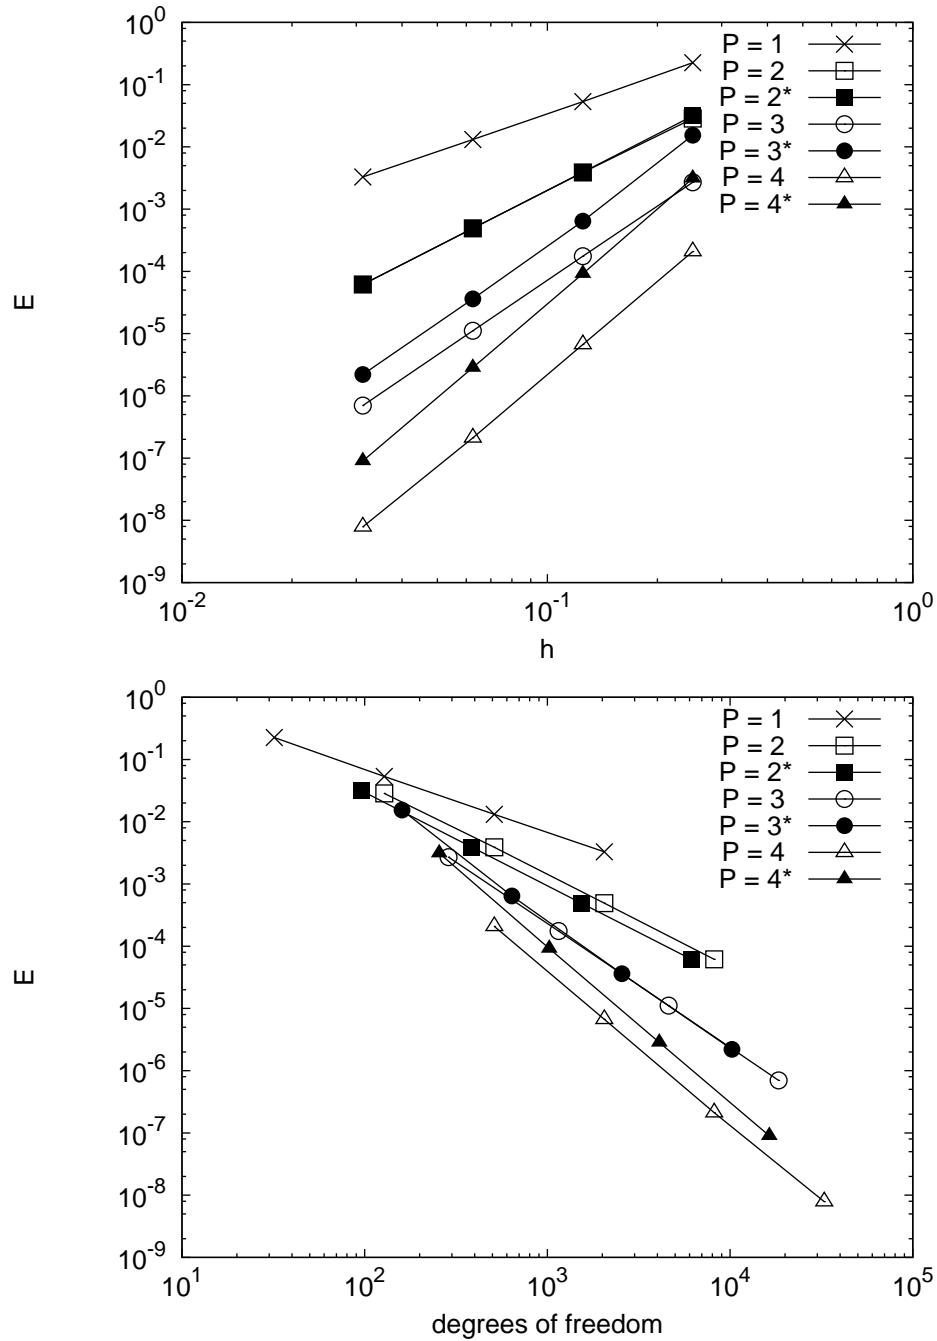 10^0
10^-1
10^-2
10^-3
10^-4
10^-5
10^-6
10^-7
10^-8
10^-9
E
P = 1
P = 2
P = 2*
P = 3
P = 3*
P = 4
P = 4*
10^-2 10^-1 10^0
h
10^0
10^-1
10^-2
10^-3
10^-4
10^-5
10^-6
10^-7
10^-8
10^-9
E
P = 1
P = 2
P = 2*
P = 3
P = 3*
P = 4
P = 4*
10^1 10^2 10^3 10^4 10^5
degrees of freedom